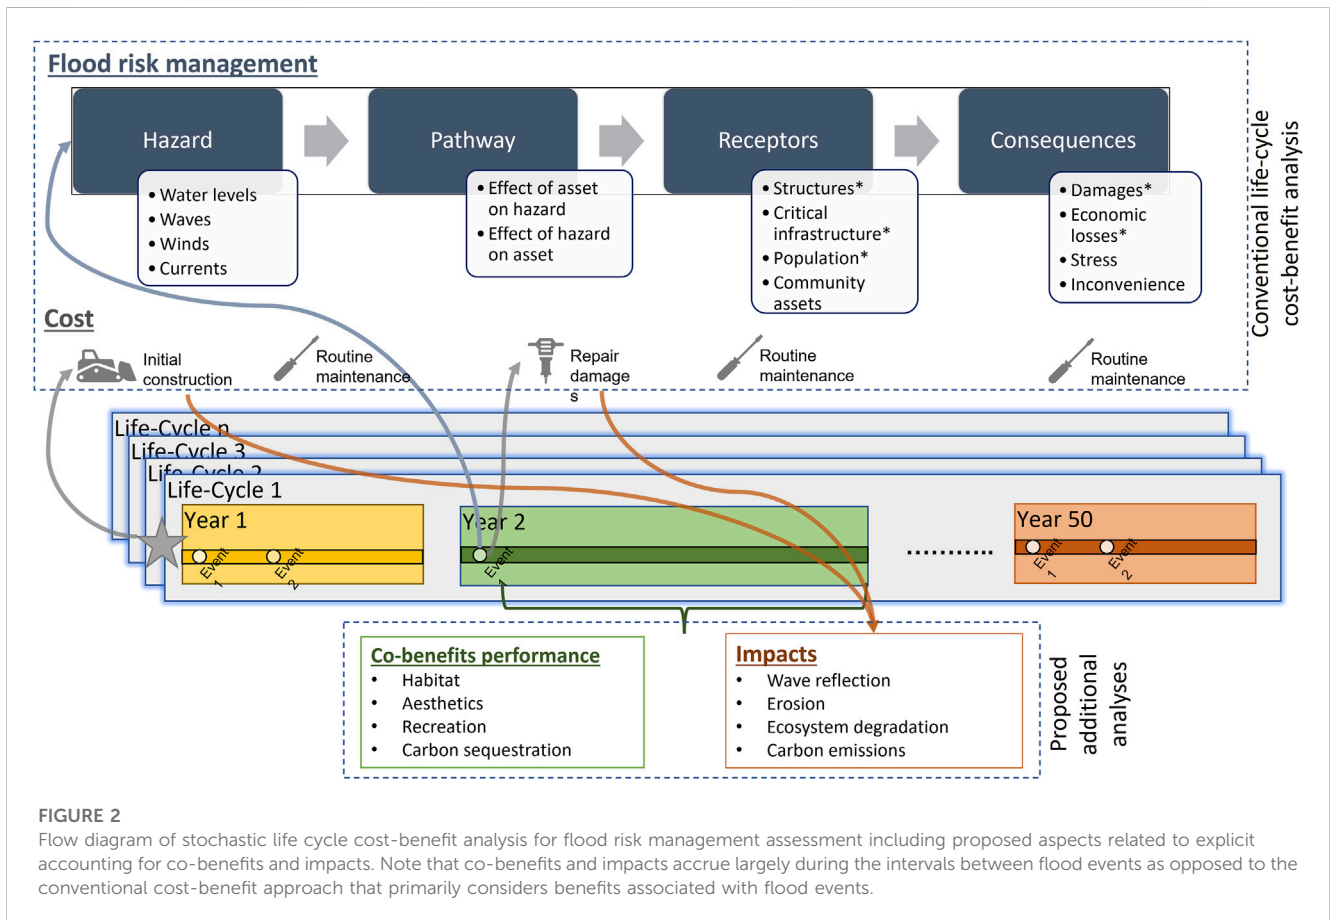 Flood risk management
Hazard
Pathway
Receptors
Consequences
• Water levels
• Waves
• Winds
• Currents
• Effect of asset
on hazard
• Effect of hazard
on asset
• Structures*
• Critical
infrastructure*
• Population*
• Community
assets
• Damages*
• Economic
losses*
• Stress
• Inconvenience
Conventional life-cycle
cost-benefit analysis
Cost
Initial
construction
Routine
maintenance
Repair
damage
s
Routine
maintenance
Routine
maintenance
Life-Cycle n
Life-Cycle 3
Life-Cycle 2
Life-Cycle 1
Year 1
Event
1
Event
2
Year 2
Event
1
Year 50
Event
1
Event
2
Co-benefits performance
• Habitat
• Aesthetics
• Recreation
• Carbon sequestration
Impacts
• Wave reflection
• Erosion
• Ecosystem degradation
• Carbon emissions
Proposed
additional
analyses
FIGURE 2
Flow diagram of stochastic life cycle cost-benefit analysis for flood risk management assessment including proposed aspects related to explicit
accounting for co-benefits and impacts. Note that co-benefits and impacts accrue largely during the intervals between flood events as opposed to the
conventional cost-benefit approach that primarily considers benefits associated with flood events.